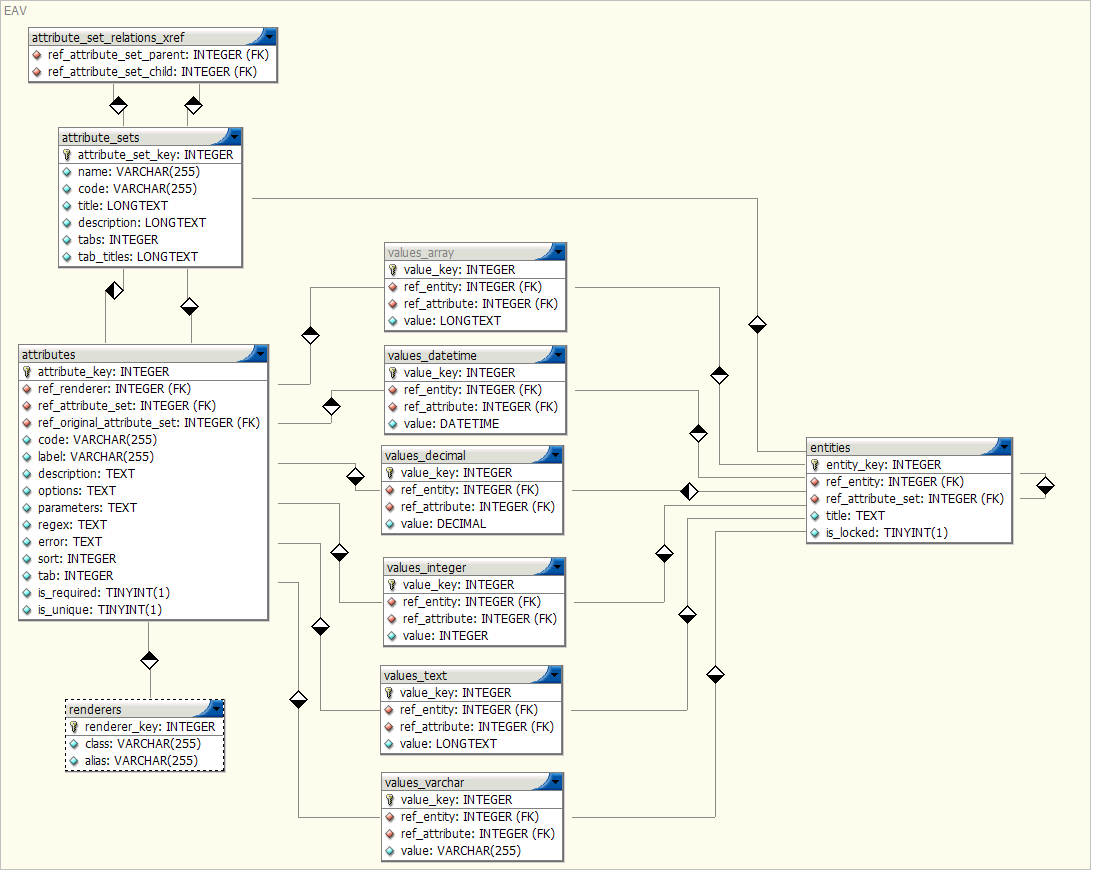 EAV
attribute_set_relations_xref
ref_attribute_set_parent: INTEGER (FK)
ref_attribute_set_child: INTEGER (FK)
attribute_sets
attribute_set_key: INTEGER
name: VARCHAR(255)
code: VARCHAR(255)
title: LONGTEXT
description: LONGTEXT
tabs: INTEGER
tab_titles: LONGTEXT
attributes
attribute_key: INTEGER
ref_renderer: INTEGER (FK)
ref_attribute_set: INTEGER (FK)
ref_original_attribute_set: INTEGER (FK)
code: VARCHAR(255)
label: VARCHAR(255)
description: TEXT
options: TEXT
parameters: TEXT
regex: TEXT
error: TEXT
sort: INTEGER
tab: INTEGER
is_required: TINYINT(1)
is_unique: TINYINT(1)
renderers
renderer_key: INTEGER
class: VARCHAR(255)
alias: VARCHAR(255)
values_array
value_key: INTEGER
ref_entity: INTEGER (FK)
ref_attribute: INTEGER (FK)
value: LONGTEXT
values_datetime
value_key: INTEGER
ref_entity: INTEGER (FK)
ref_attribute: INTEGER (FK)
value: DATETIME
values_decimal
value_key: INTEGER
ref_entity: INTEGER (FK)
ref_attribute: INTEGER (FK)
value: DECIMAL
values_integer
value_key: INTEGER
ref_entity: INTEGER (FK)
ref_attribute: INTEGER (FK)
value: INTEGER
values_text
value_key: INTEGER
ref_entity: INTEGER (FK)
ref_attribute: INTEGER (FK)
value: LONGTEXT
values_varchar
value_key: INTEGER
ref_entity: INTEGER (FK)
ref_attribute: INTEGER (FK)
value: VARCHAR(255)
entities
entity_key: INTEGER
ref_entity: INTEGER (FK)
ref_attribute_set: INTEGER (FK)
title: TEXT
is_locked: TINYINT(1)